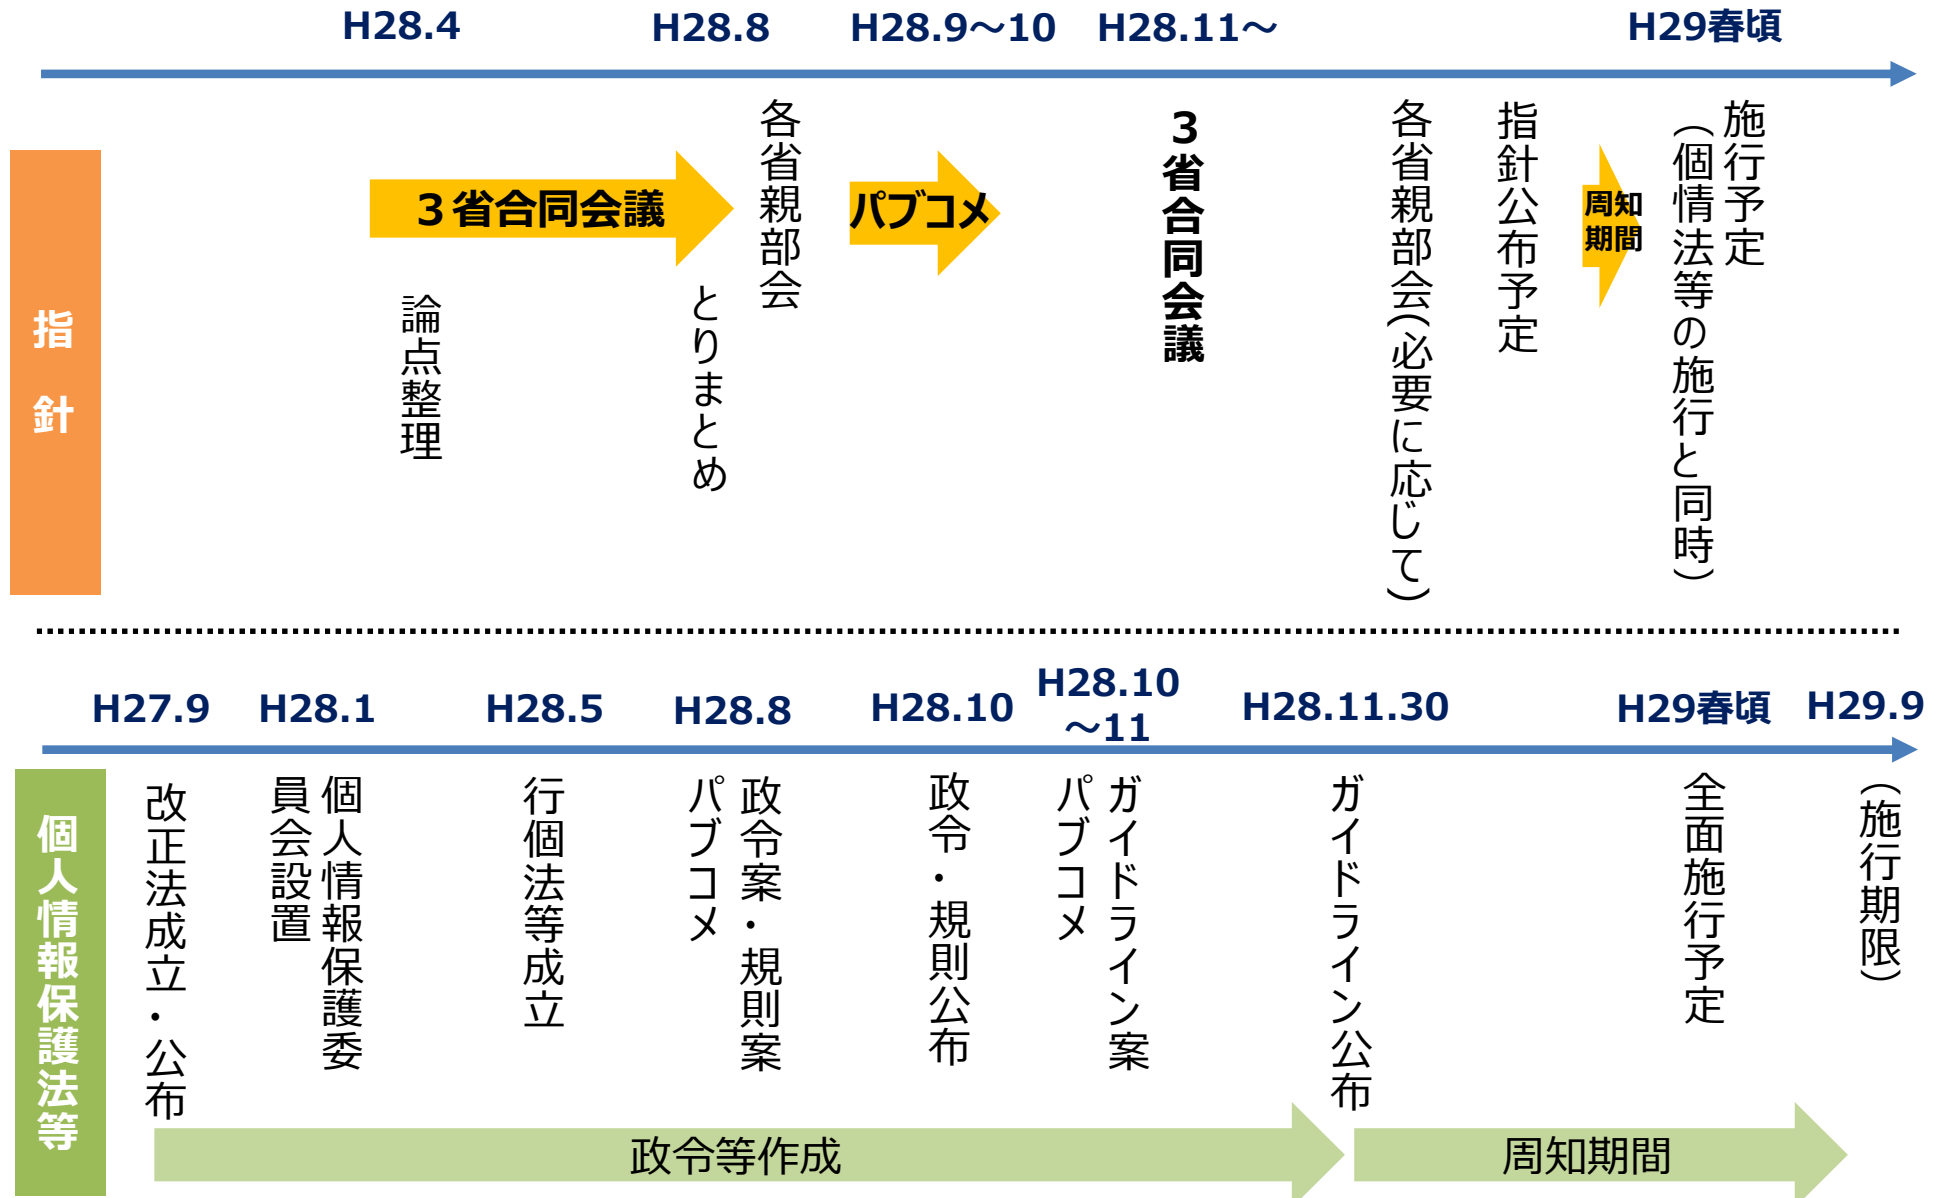 H28.4
H28.8
H28.9～10
H28.11～
H29春頃
指針
３省合同会議
論点整理
とりまとめ
各省親部会
パブコメ
３省合同会議
各省親部会(必要に応じて)
指針公布予定
周知
期間
施行予定
（個情法等の施行と同時）
H27.9
H28.1
H28.5
H28.8
H28.10
H28.10
～11
H28.11.30
H29春頃
H29.9
個人情報保護法等
改正法成立・公布
個人情報保護委
員会設置
行個法等成立
政令案・規則案
パブコメ
政令・規則公布
ガイドライン案
パブコメ
ガイドライン公布
全面施行予定
（施行期限）
政令等作成
周知期間